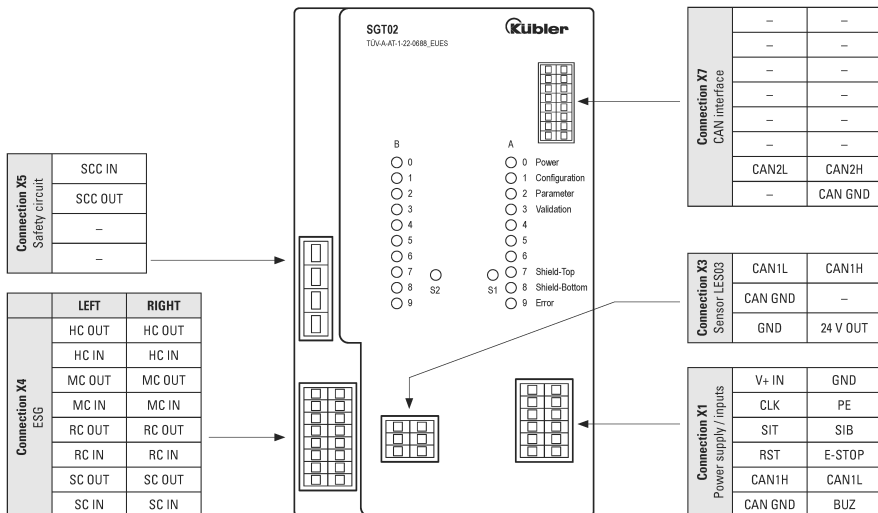 SGT02
TÜV-A-AT-1-22-0688_EUES
Kübler
B
A
0
0 Power
1
1 Configuration
2
2 Parameter
3
3 Validation
4
4
5
5
6
6
7
7 Shield-Top
8
8 Shield-Bottom
9
9 Error
S2
S1
Connection X5
Safety circuit
SCC IN
SCC OUT
–
–
Connection X4
ESG
LEFT RIGHT
HC OUT HC OUT
HC IN HC IN
MC OUT MC OUT
MC IN MC IN
RC OUT RC OUT
RC IN RC IN
SC OUT SC OUT
SC IN SC IN
Connection X7
CAN interface
– –
– –
– –
– –
– –
– –
CAN2L CAN2H
– CAN GND
Connection X3
Sensor LES03
CAN1L CAN1H
CAN GND –
GND 24 V OUT
Connection X1
Power supply / inputs
V+ IN GND
CLK PE
SIT SIB
RST E-STOP
CAN1H CAN1L
CAN GND BUZ